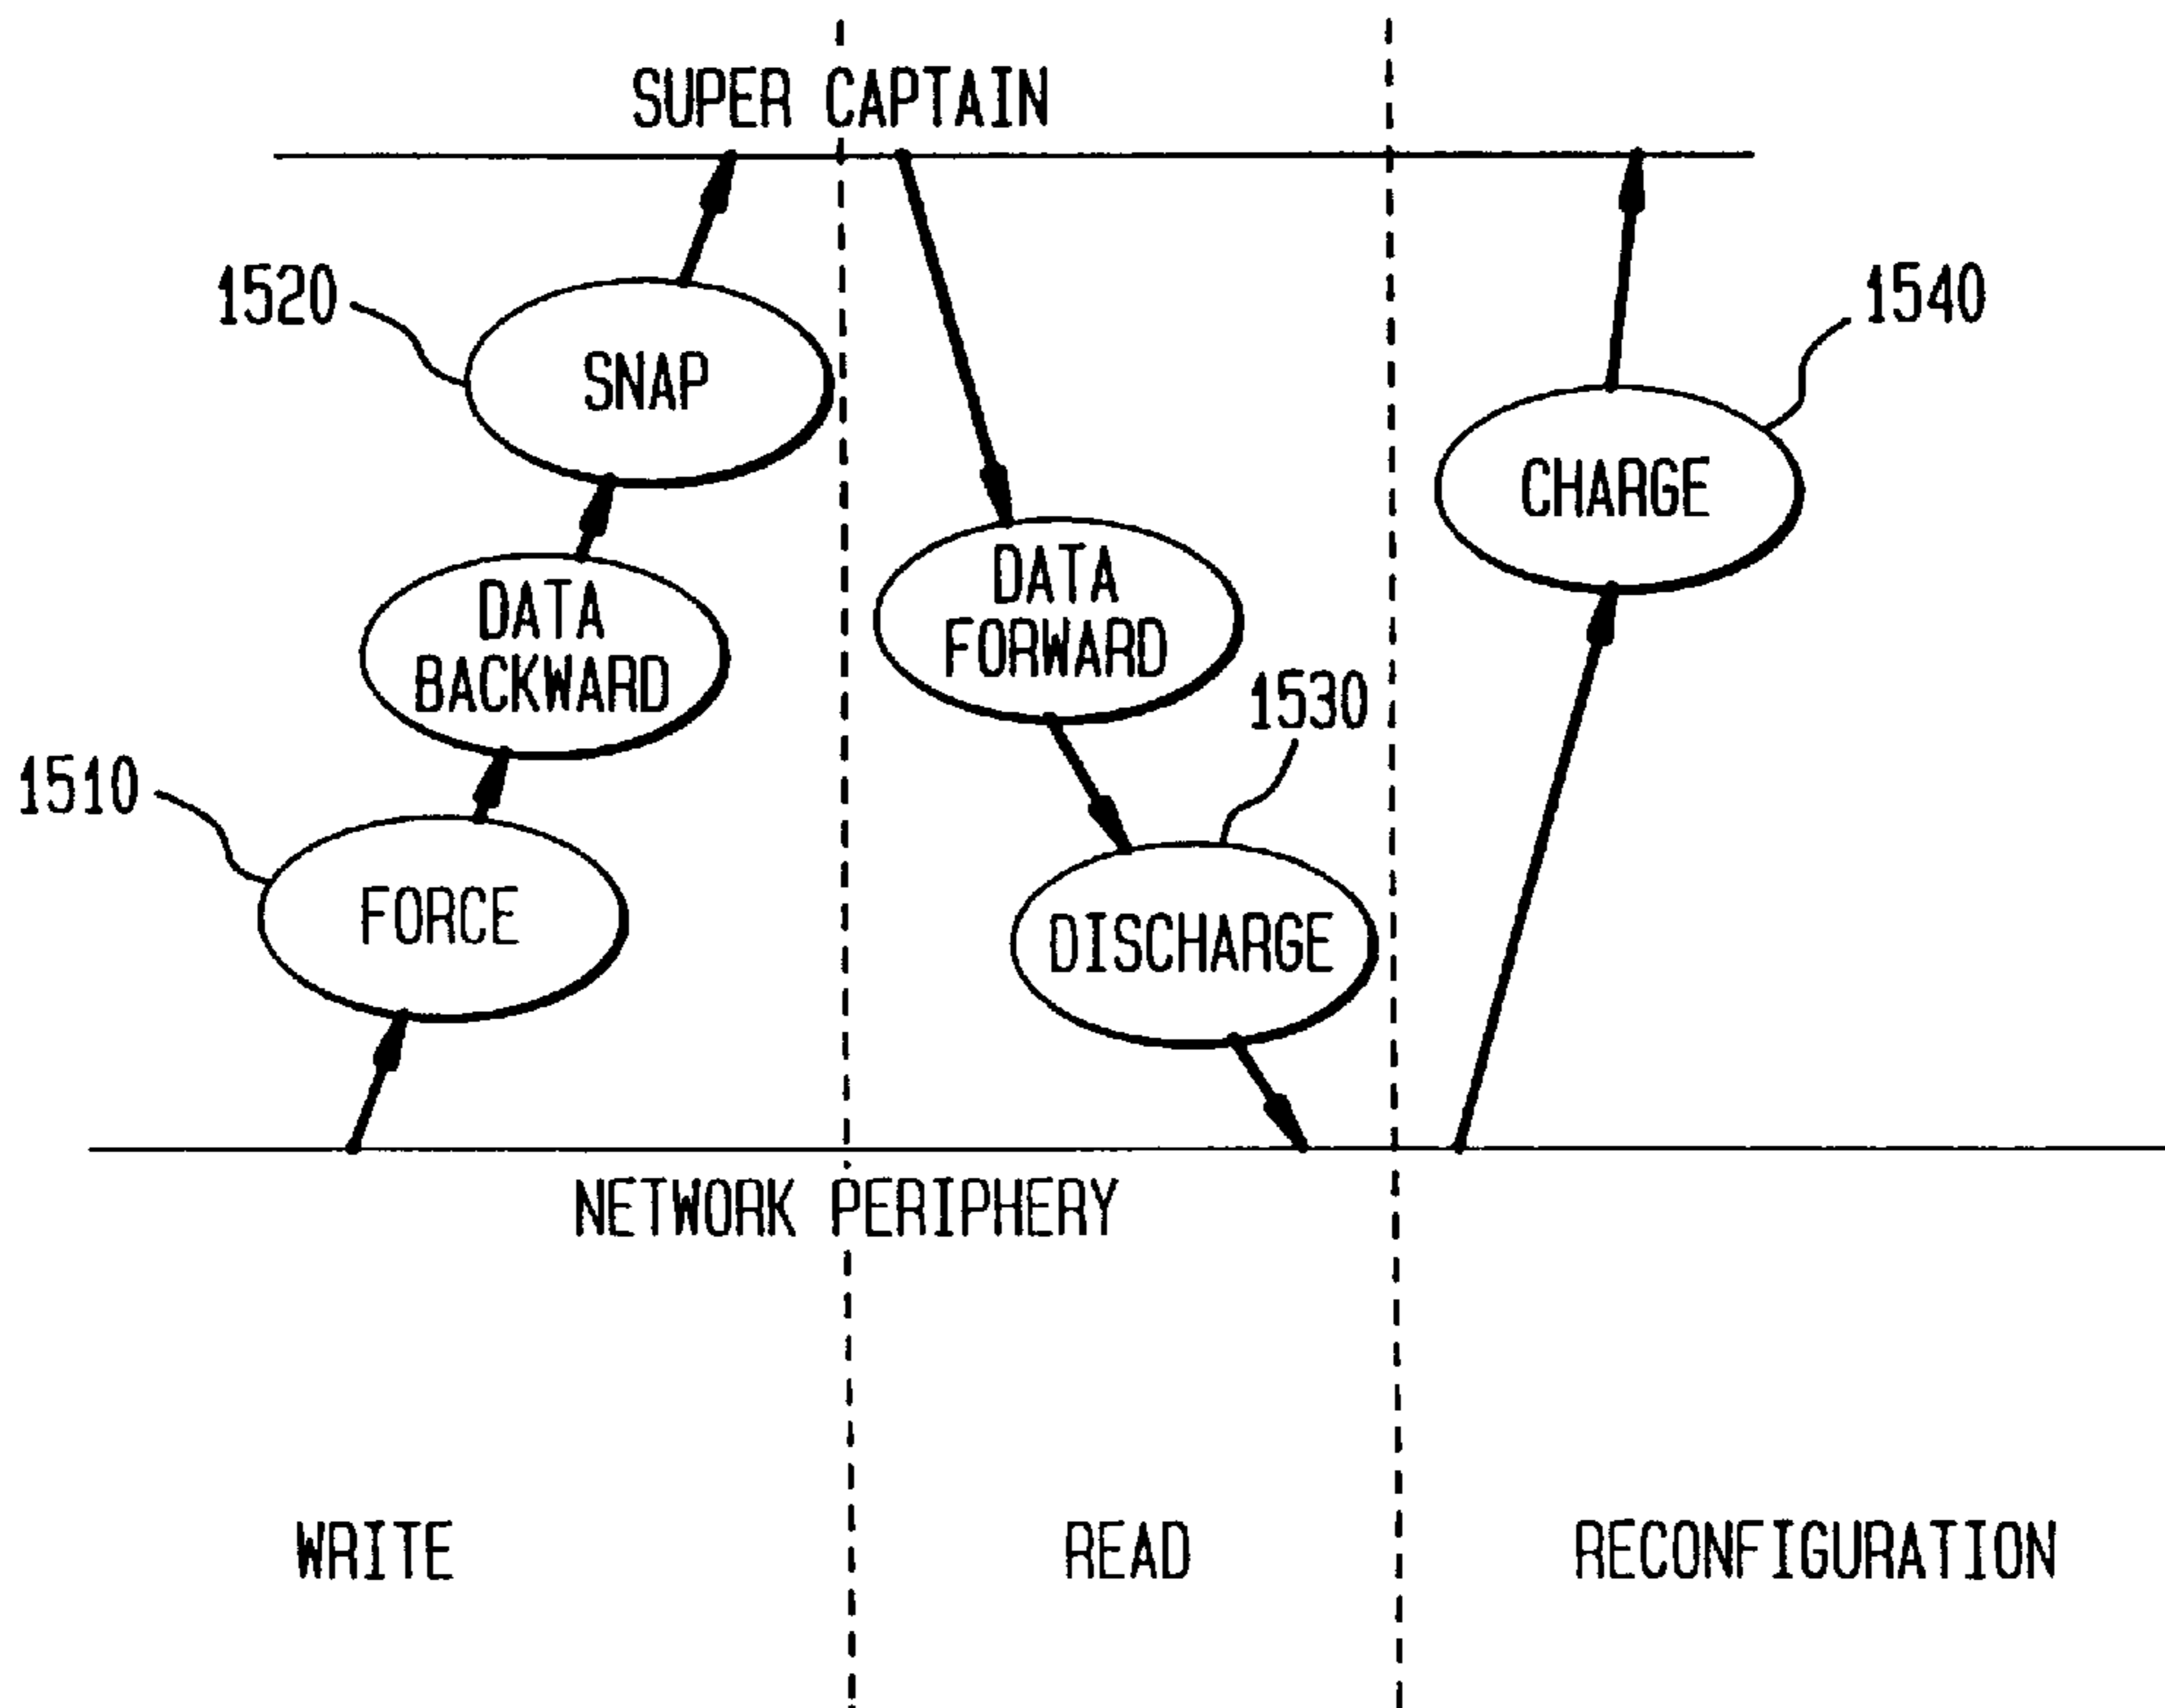 SUPER CAPTAIN
1520
SNAP
1540
CHARGE
DATA
BACKWARD
DATA
FORWARD
1530
1510
FORCE
DISCHARGE
NETWORK PERIPHERY
WRITE
READ
RECONFIGURATION